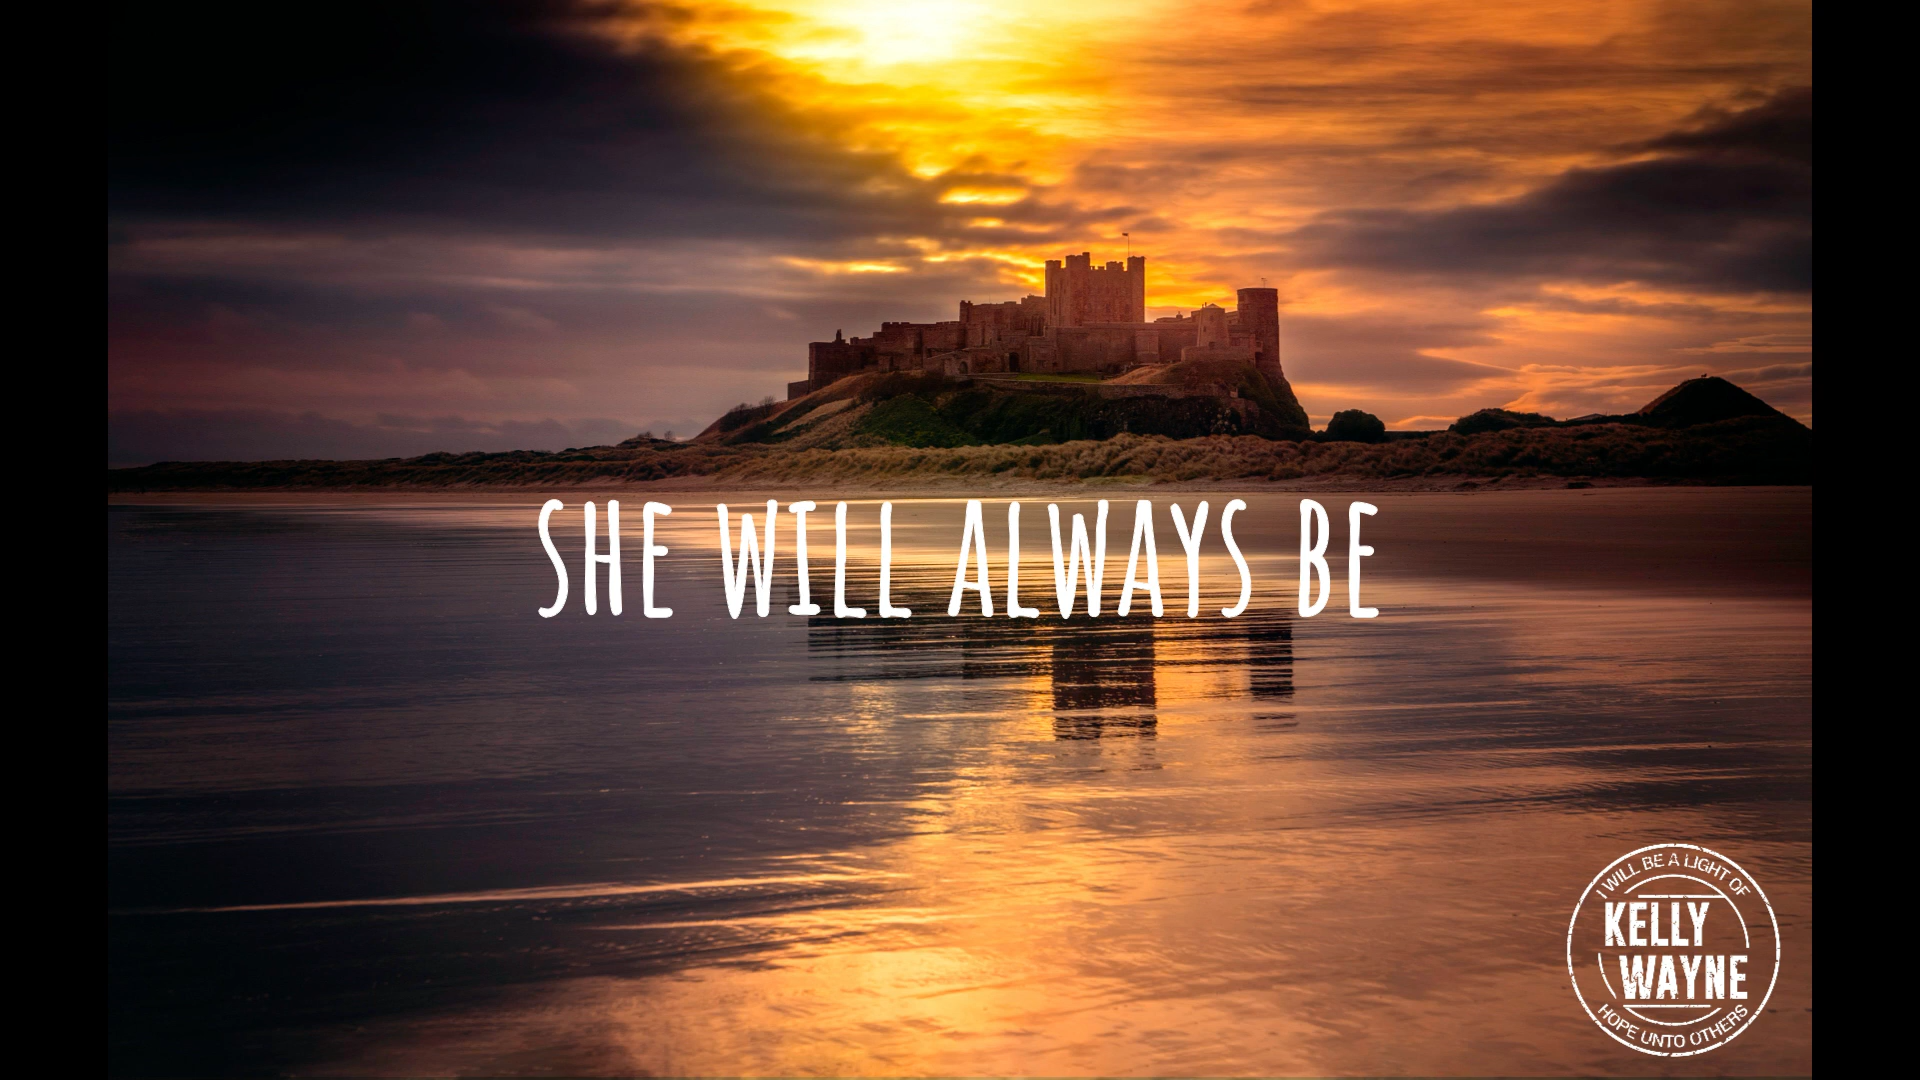 SHE WILL ALWAYS BE
I WILL BE A LIGHT OF
KELLY
WAYNE
HOPE UNTO OTHERS